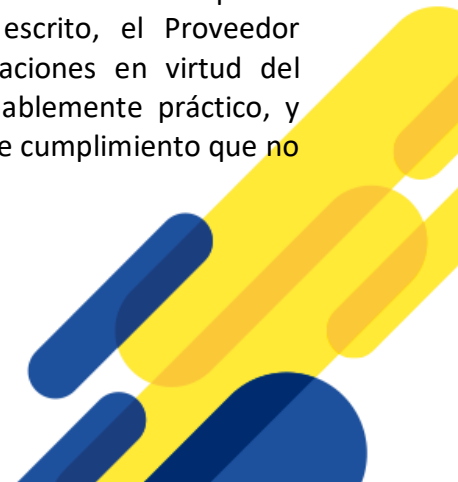 escrito, el Proveedor
aciones en virtud del
ablemente práctico, y
e cumplimiento que no